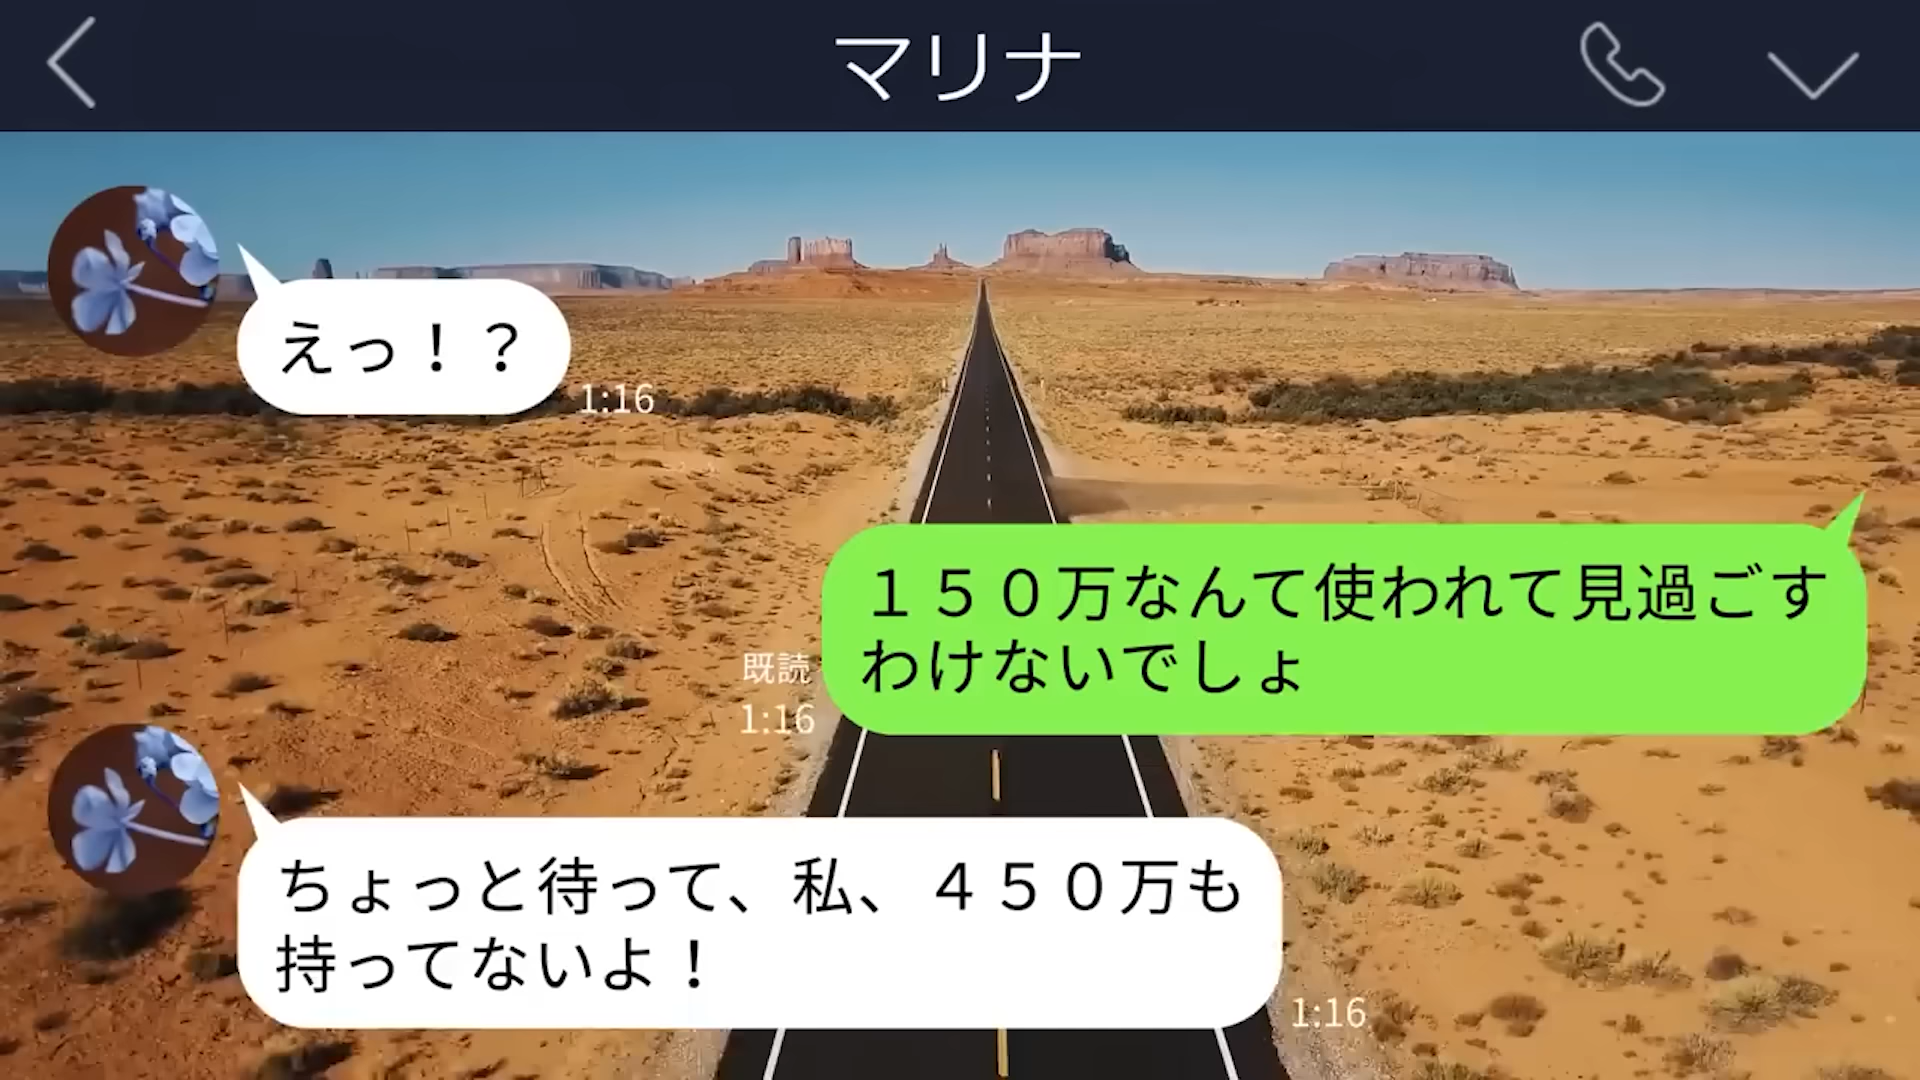 マリナ
えっ！？
1:16
１５０万なんて使われて見過ごす
わけないでしょ
既読
1:16
ちょっと待って、私、４５０万も
持ってないよ！
1:16